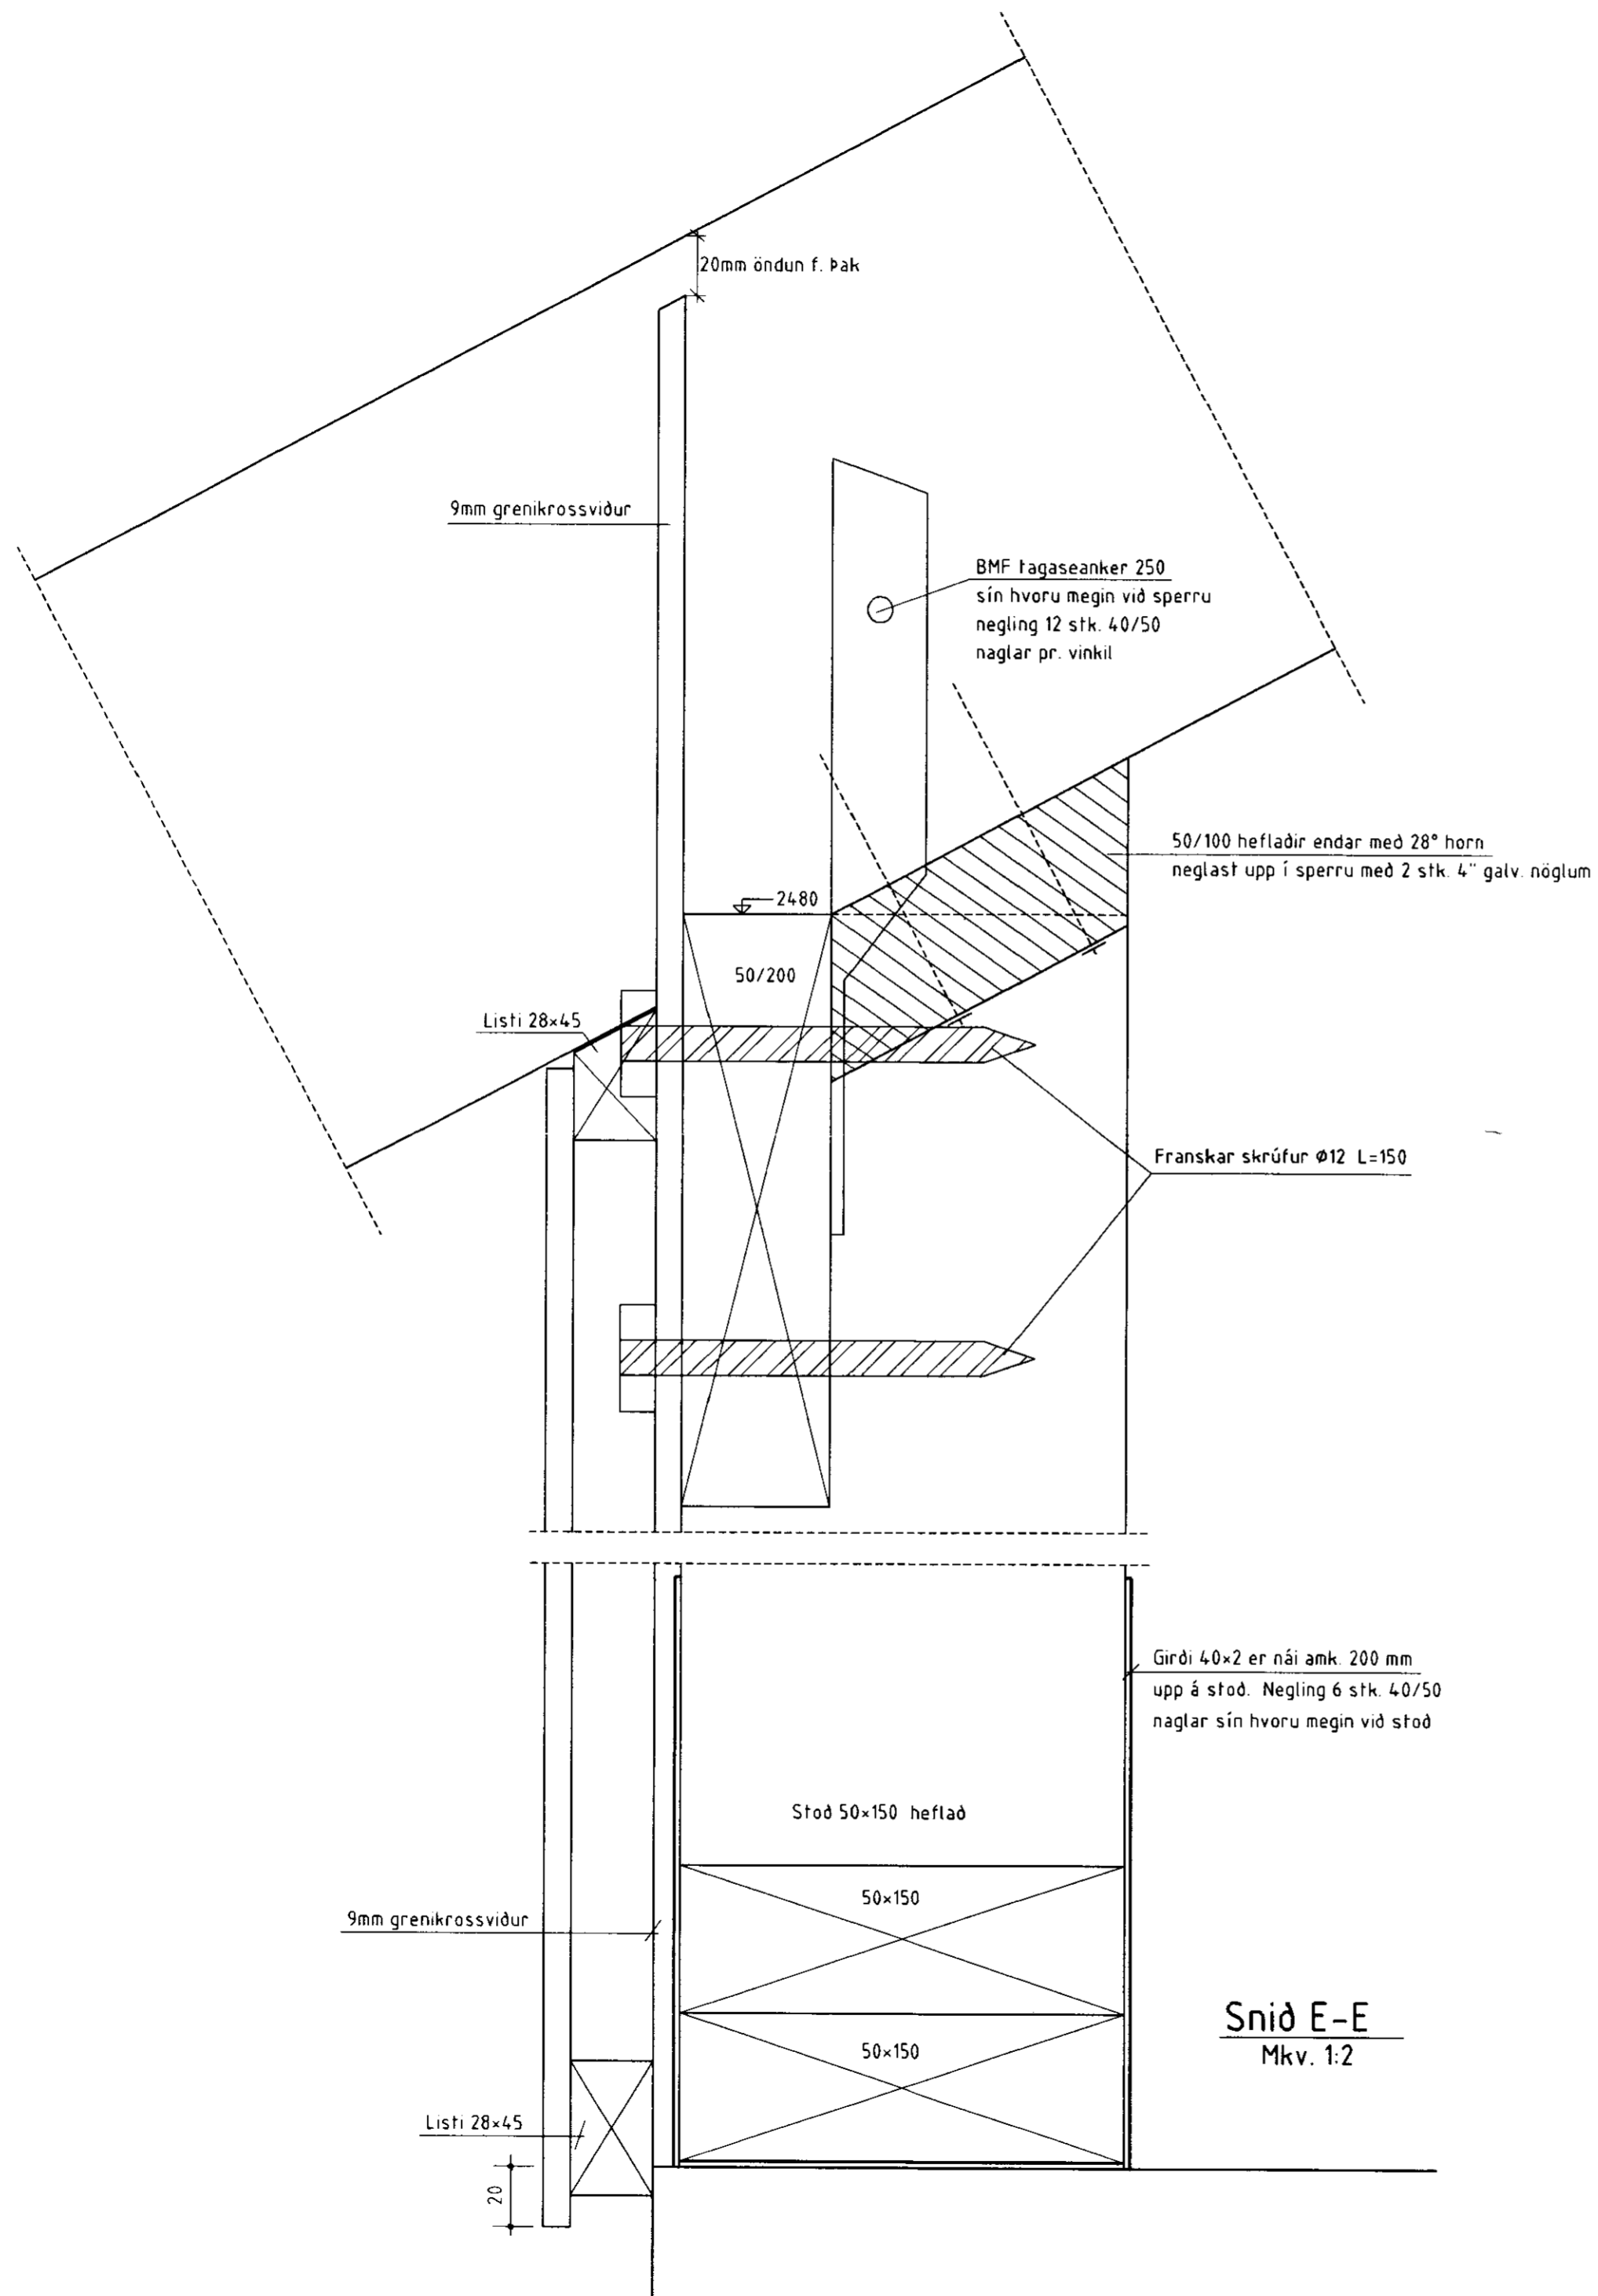 20mm öndun f. Þak
9mm grenikrossviður
BMF tagaseanker 250
sín hvoru megin við sperru
negling 12 stk. 40/50
naglar pr. vinkil
50/100 heflaðir endar með 28° horn
neglast upp í sperru með 2 stk. 4" galv. nöglum
2480
50/200
Listi 28×45
Franskar skrúfur Ø12 L=150
Girði 40×2 er nái amk. 200 mm
upp á stoð. Negling 6 stk. 40/50
naglar sín hvoru megin við stoð
Stoð 50×150 heflað
50×150
9mm grenikrossviður
50×150
Snið E-E
Mkv. 1:2
Listi 28×45
20